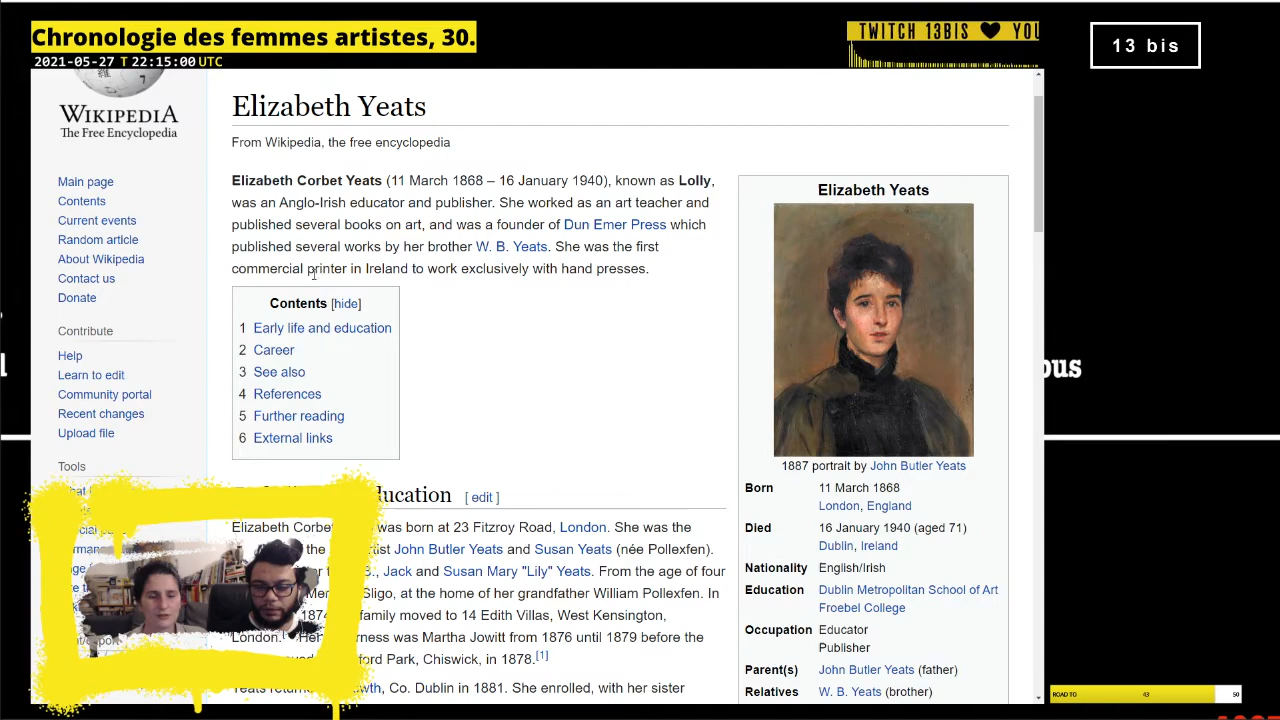 Chronologie des femmes artistes, 30.
2021-05-27 T 22:15:00 UTC
TWITCH 13BIS
13 bis
WIKIPEDIA
The Free Encyclopedia
Main page
Contents
Current events
Random article
About Wikipedia
Contact us
Donate
Contribute
Help
Learn to edit
Community portal
Recent changes
Upload file
Tools
Elizabeth Yeats
From Wikipedia, the free encyclopedia
Elizabeth Corbet Yeats (11 March 1868 – 16 January 1940), known as Lolly,
was an Anglo-Irish educator and publisher. She worked as an art teacher and
published several books on art, and was a founder of Dun Emer Press which
published several works by her brother W. B. Yeats. She was the first
commercial printer in Ireland to work exclusively with hand presses.
Contents [hide]
1 Early life and education
2 Career
3 See also
4 References
5 Further reading
6 External links
ducation [ edit ]
Elizabeth Corbet was born at 23 Fitzroy Road, London. She was the
the tist John Butler Yeats and Susan Yeats (née Pollexfen).
B., Jack and Susan Mary "Lily" Yeats. From the age of four
Sligo, at the home of her grandfather William Pollexfen. In
1874 family moved to 14 Edith Villas, West Kensington,
London. He rness was Martha Jowitt from 1876 until 1879 before the
ford Park, Chiswick, in 1878.[1]
Yeats retur wth, Co. Dublin in 1881. She enrolled, with her sister
Elizabeth Yeats
1887 portrait by John Butler Yeats
Born 11 March 1868
London, England
Died 16 January 1940 (aged 71)
Dublin, Ireland
Nationality English/Irish
Education Dublin Metropolitan School of Art
Froebel College
Occupation Educator
Publisher
Parent(s) John Butler Yeats (father)
Relatives W. B. Yeats (brother)
ous
ROAD TO 43 50